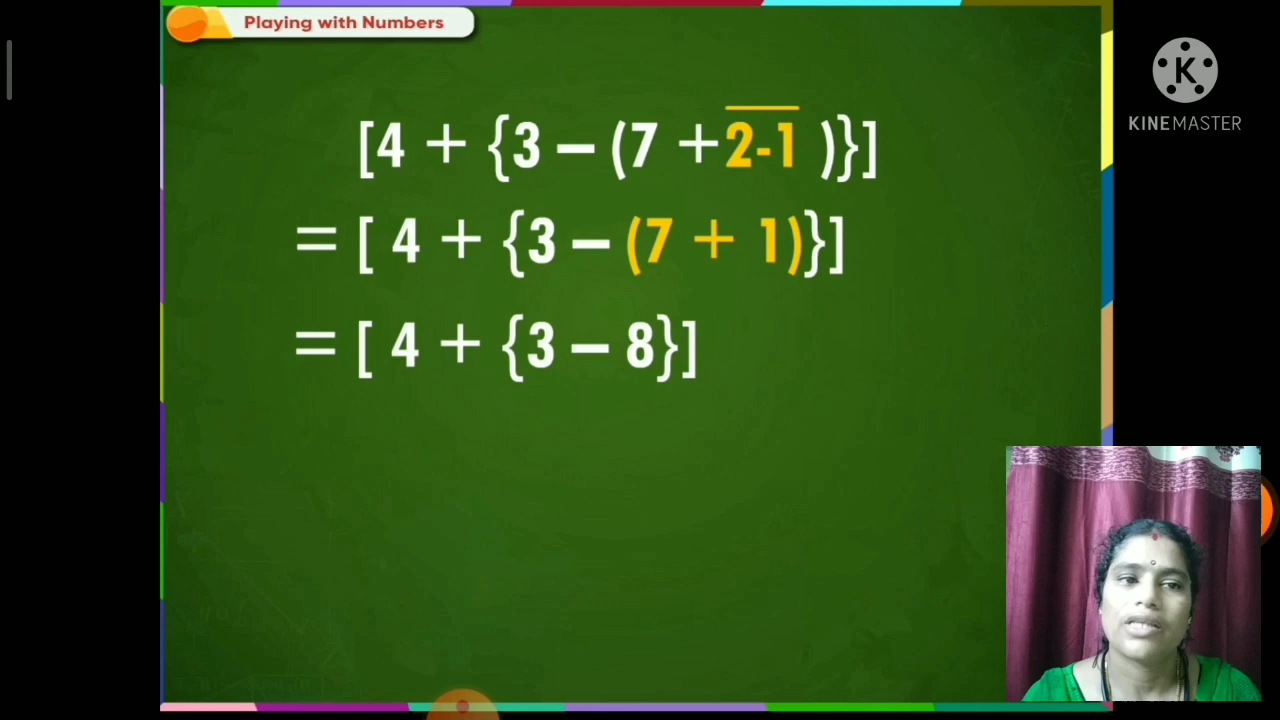 Playing with Numbers
K
KINEMASTER
[4 + {3 – (7 + 2-1 )}]
= [ 4 + {3 – (7 + 1)}]
= [ 4 + {3 – 8}]